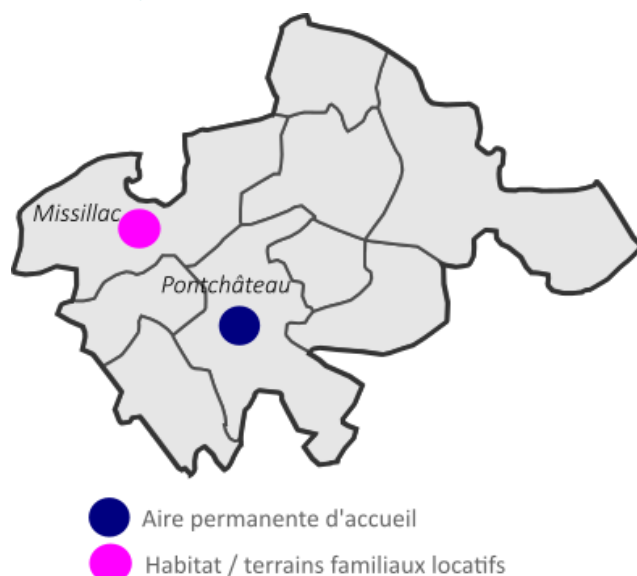 Missillac
Pontchâteau
Aire permanente d'accueil
Habitat / terrains familiaux locatifs